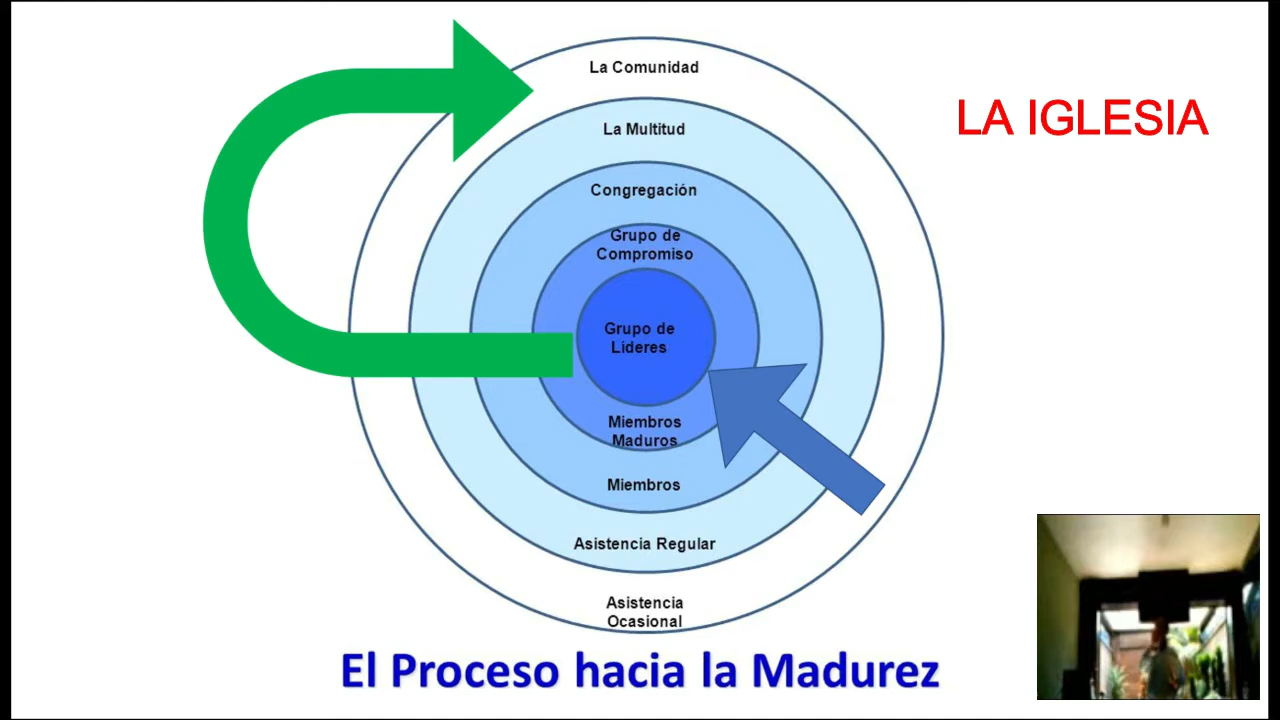 La Comunidad
LA IGLESIA
La Multitud
Congregación
Grupo de
Compromiso
Grupo de
Lideres
Miembros
Maduros
Miembros
Asistencia Regular
Asistencia
Ocasional
El Proceso hacia la Madurez